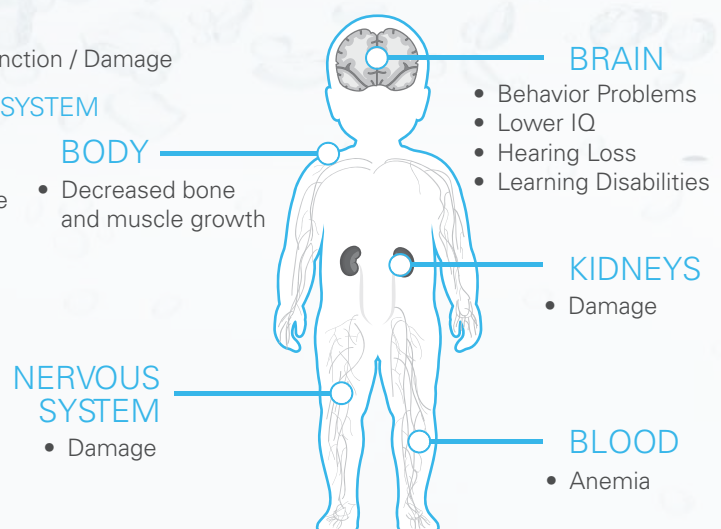 nction / Damage
SYSTEM
e
BODY
• Decreased bone
and muscle growth
NERVOUS
SYSTEM
• Damage
BRAIN
• Behavior Problems
• Lower IQ
• Hearing Loss
• Learning Disabilities
KIDNEYS
• Damage
BLOOD
• Anemia